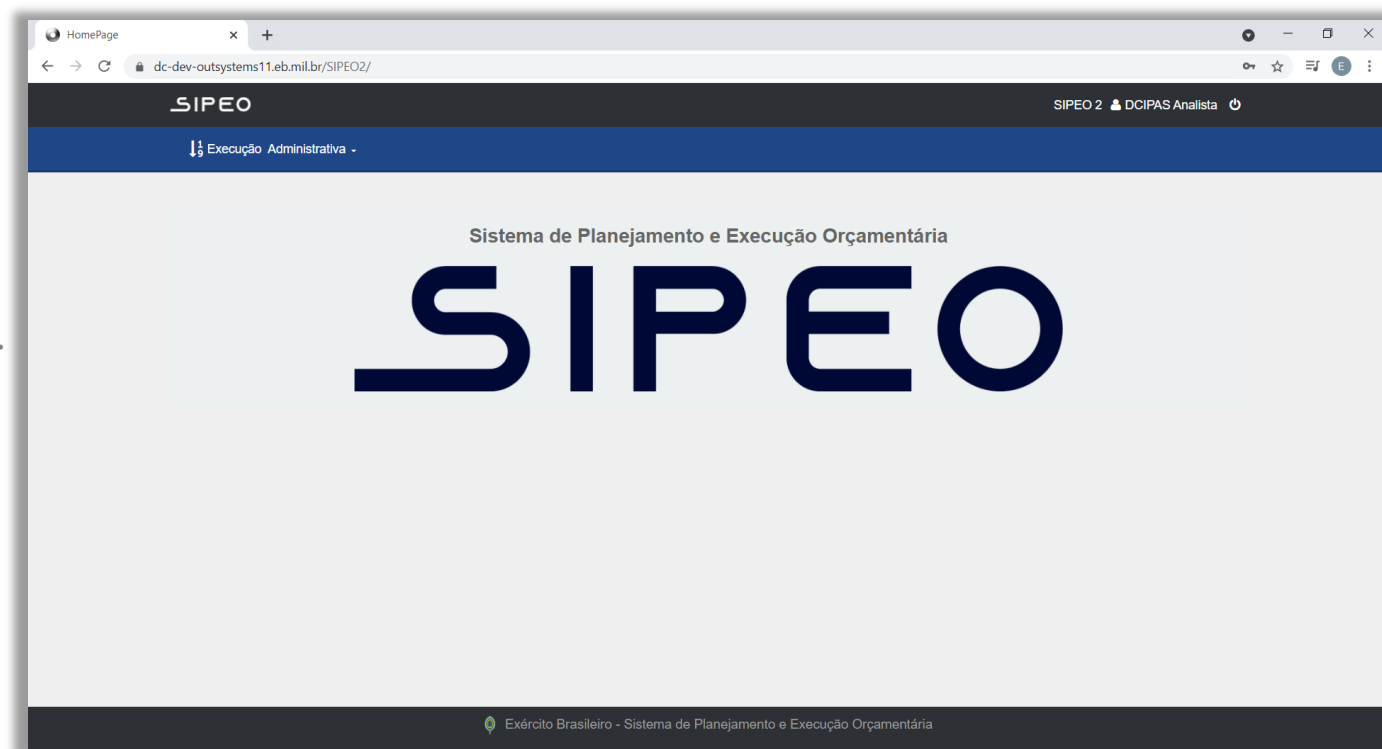 HomePage
dc-dev-outsystems11.eb.mil.br/SIPEO2/
E
SIPEO
SIPEO 2 DCIPAS Analista
Execução Administrativa
Sistema de Planejamento e Execução Orçamentária
SIPEO
Exército Brasileiro - Sistema de Planejamento e Execução Orçamentária